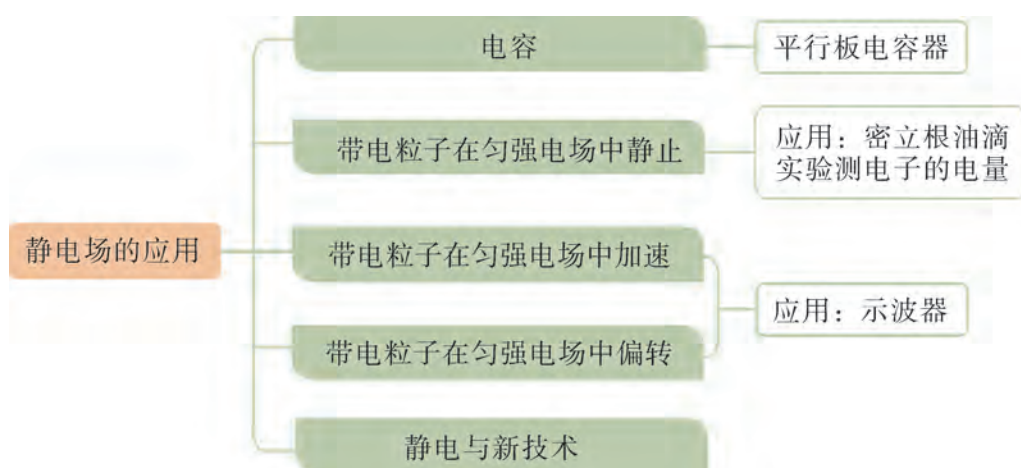 电容
平行板电容器
带电粒子在匀强电场中静止
应用：密立根油滴
实验测电子的电量
静电场的应用
带电粒子在匀强电场中加速
应用：示波器
带电粒子在匀强电场中偏转
静电与新技术